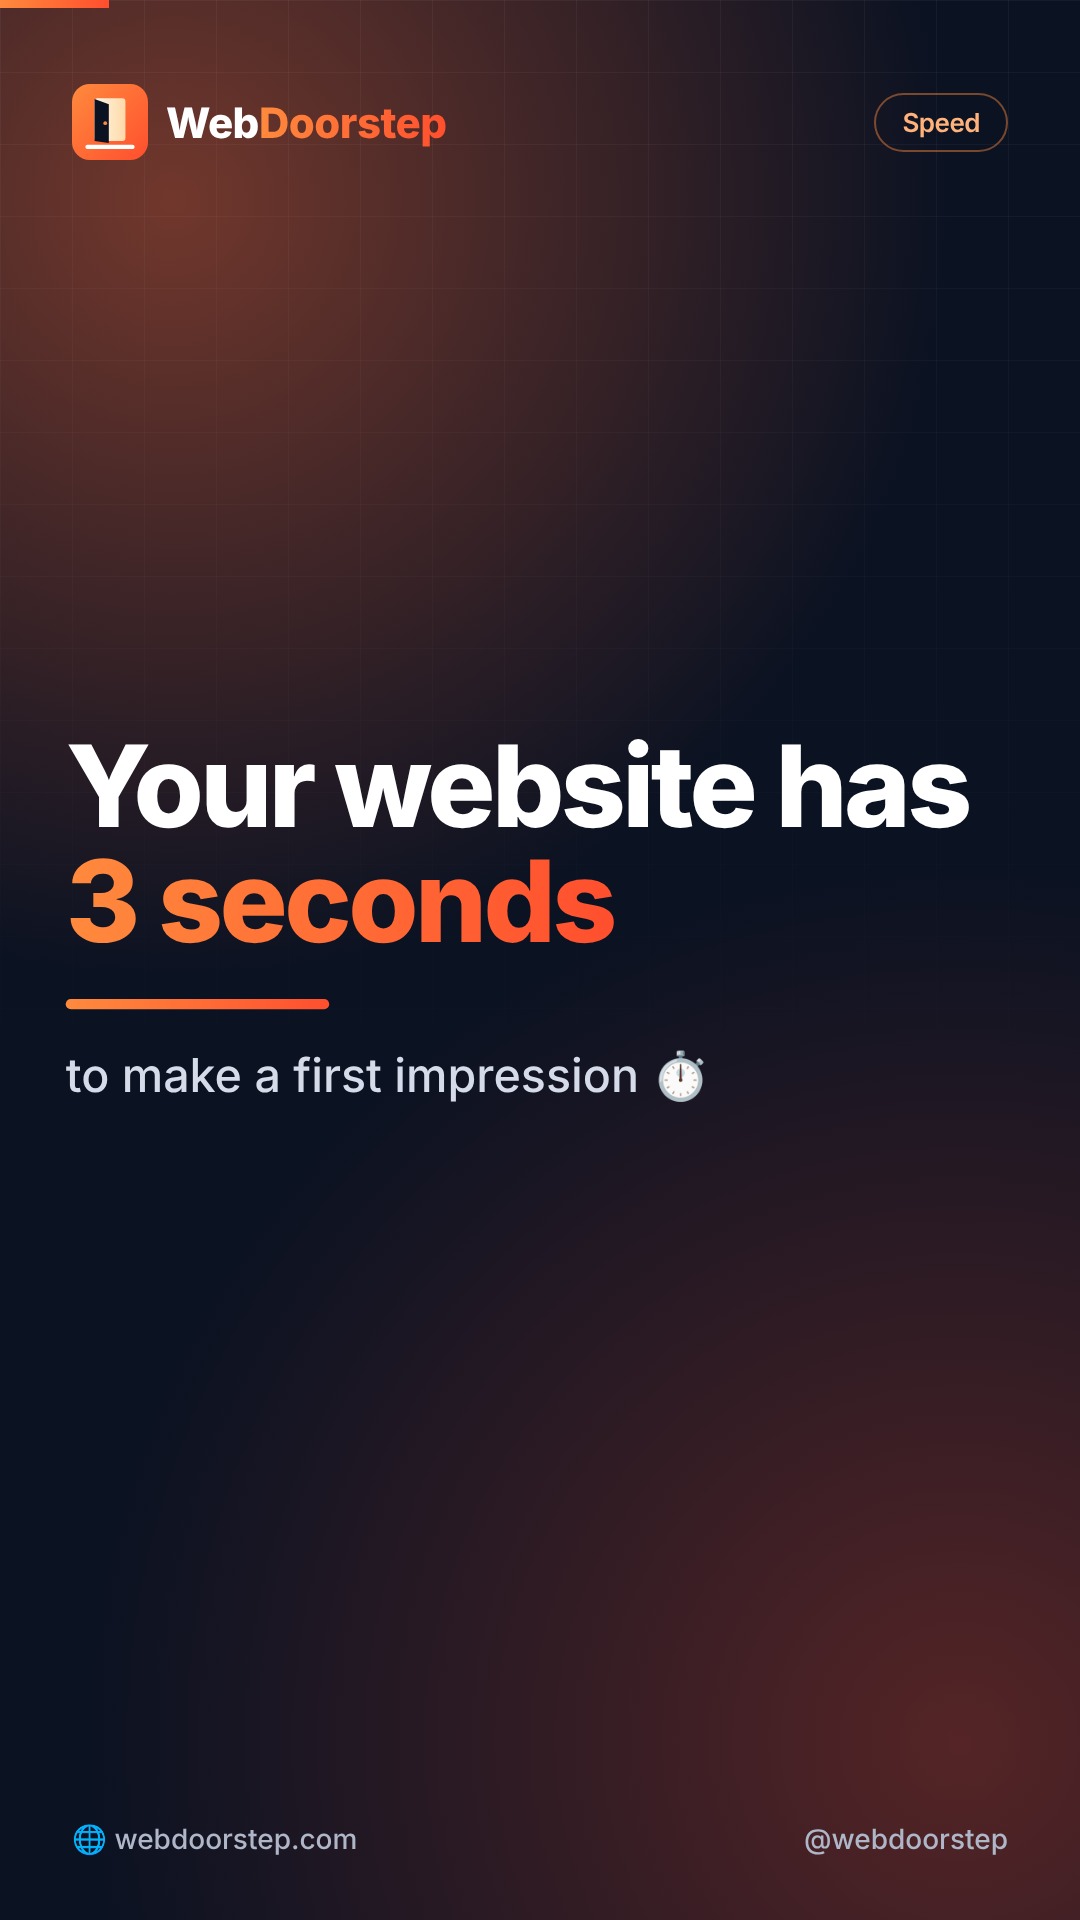 WebDoorstep
Speed
Your website has
3 seconds
to make a first impression ⏱️
🌐 webdoorstep.com
@webdoorstep